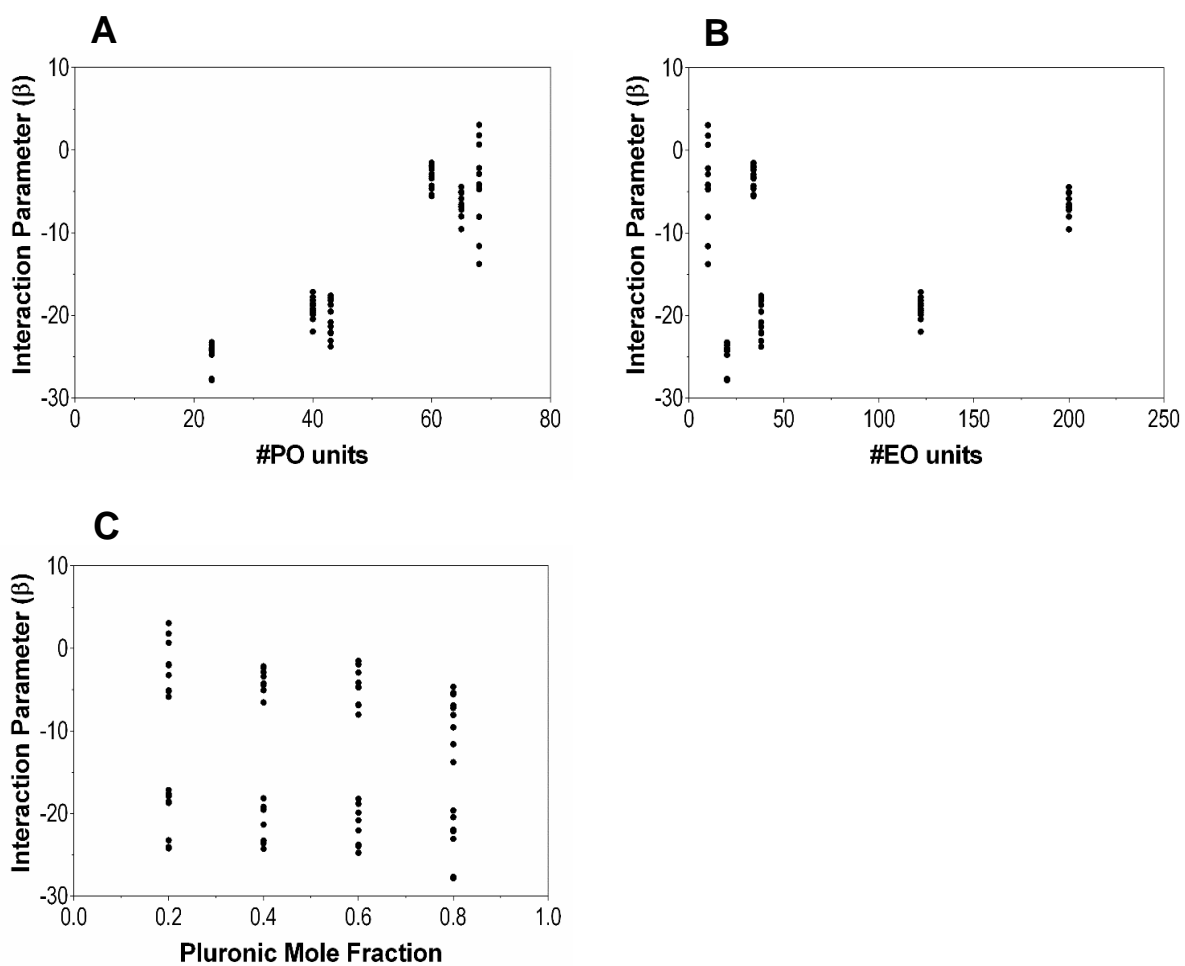 A
Interaction Parameter (β)
10
0
-10
-20
-30
0 20 40 60 80
#PO units
B
Interaction Parameter (β)
10
0
-10
-20
-30
0 50 100 150 200 250
#EO units
C
Interaction Parameter (β)
10
0
-10
-20
-30
0.0 0.2 0.4 0.6 0.8 1.0
Pluronic Mole Fraction